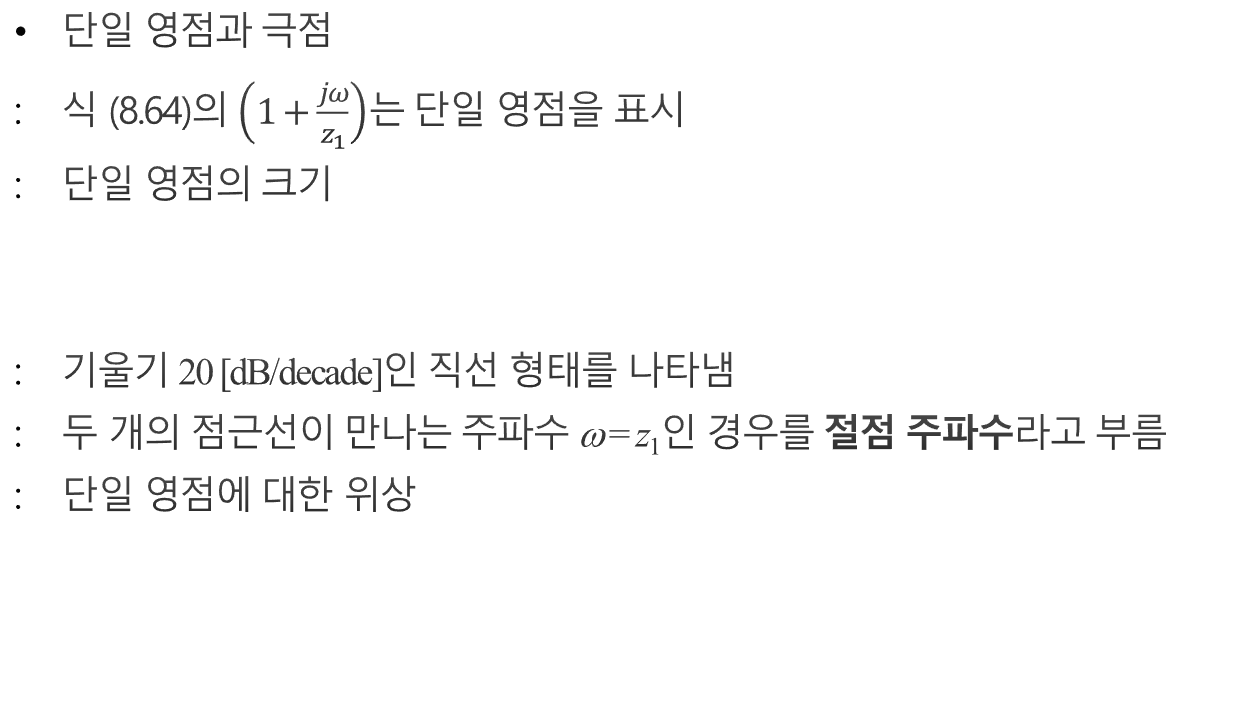 • 단일 영점과 극점
: 식 (8.64)의 (1 + jω/z₁)는 단일 영점을 표시
: 단일 영점의 크기
: 기울기 20 [dB/decade]인 직선 형태를 나타냄
: 두 개의 점근선이 만나는 주파수 ω=z₁인 경우를 절점 주파수라고 부름
: 단일 영점에 대한 위상